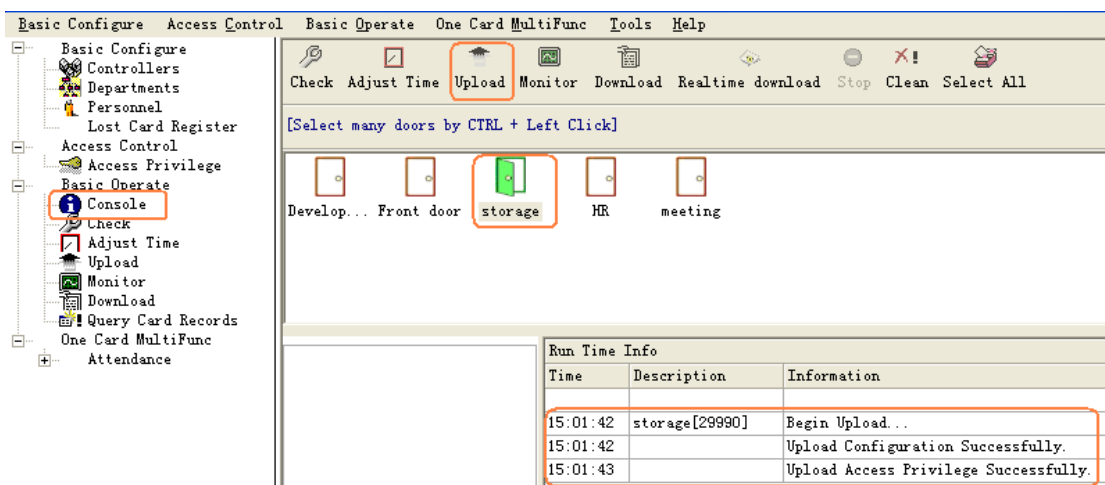 Basic Configure Access Control Basic Operate One Card MultiFunc Tools Help
Basic Configure
Controllers
Departments
Personnel
Lost Card Register
Access Control
Access Privilege
Basic Operate
Console
Check
Adjust Time
Upload
Monitor
Download
Query Card Records
One Card MultiFunc
Attendance
Check Adjust Time Upload Monitor Download Realtime download Stop Clean Select All
[Select many doors by CTRL + Left Click]
Develop... Front door storage HR meeting
Run Time Info
Time Description Information
15:01:42 storage[29990] Begin Upload...
15:01:42 Upload Configuration Successfully.
15:01:43 Upload Access Privilege Successfully.